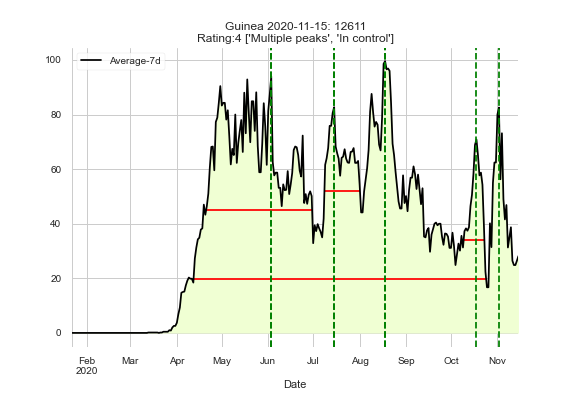 Guinea 2020-11-15: 12611
Rating:4 ['Multiple peaks', 'In control']
Average-7d
100
80
60
40
20
0
Feb Mar Apr May Jun Jul Aug Sep Oct Nov
2020
Date